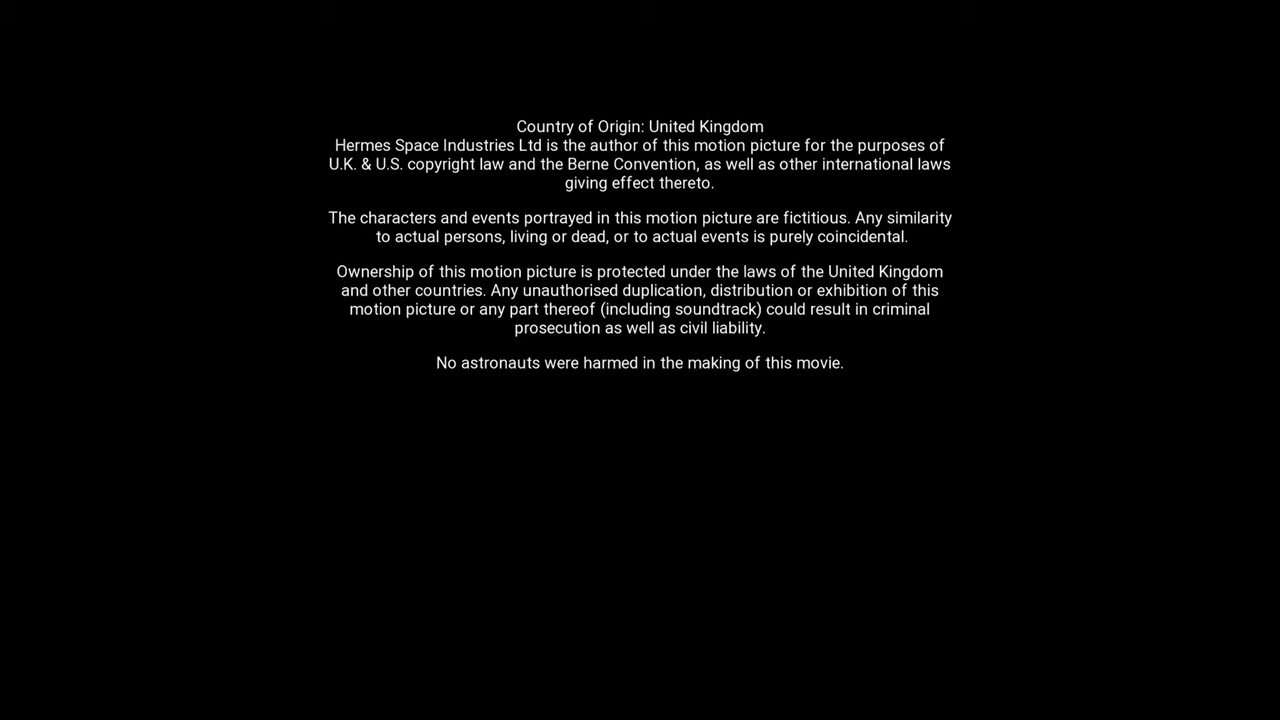 Country of Origin: United Kingdom
Hermes Space Industries Ltd is the author of this motion picture for the purposes of
U.K. & U.S. copyright law and the Berne Convention, as well as other international laws
giving effect thereto.
The characters and events portrayed in this motion picture are fictitious. Any similarity
to actual persons, living or dead, or to actual events is purely coincidental.
Ownership of this motion picture is protected under the laws of the United Kingdom
and other countries. Any unauthorised duplication, distribution or exhibition of this
motion picture or any part thereof (including soundtrack) could result in criminal
prosecution as well as civil liability.
No astronauts were harmed in the making of this movie.